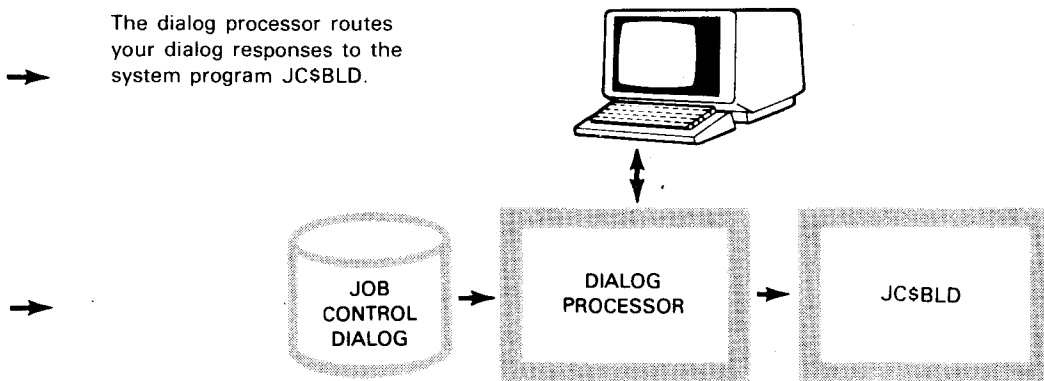 The dialog processor routes
your dialog responses to the
system program JC$BLD.
JOB
CONTROL
DIALOG
DIALOG
PROCESSOR
JC$BLD